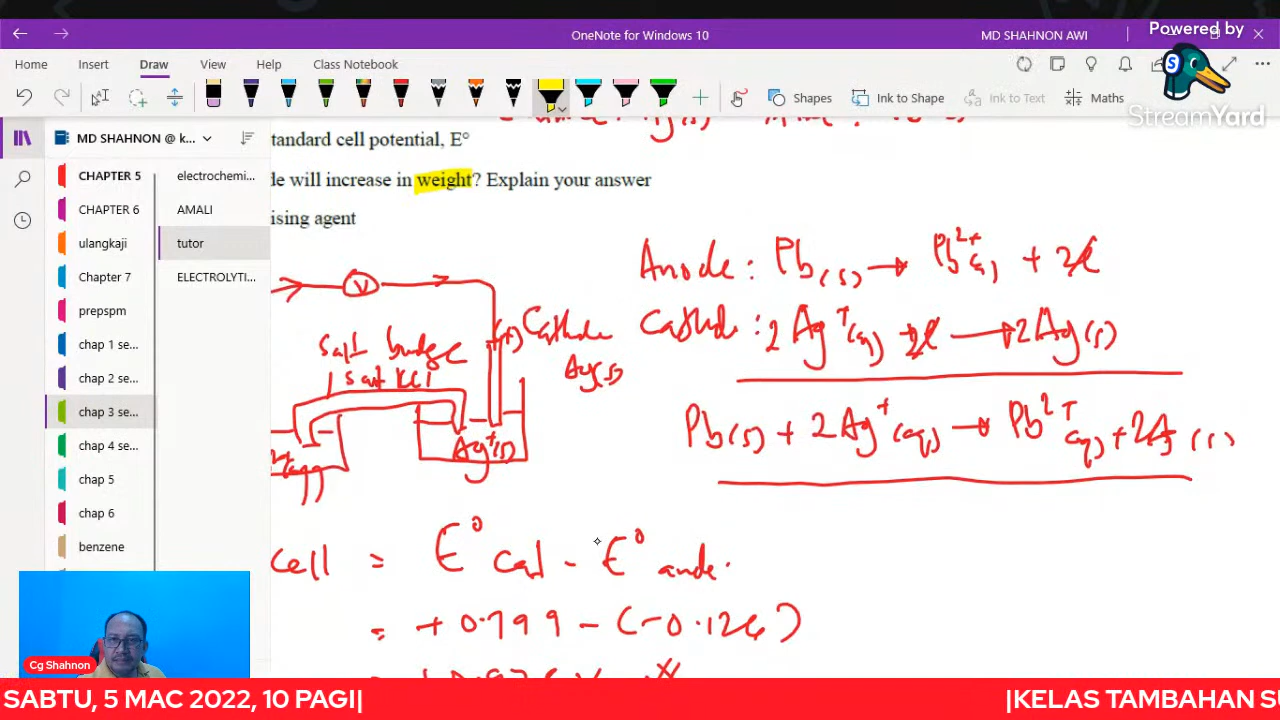 OneNote for Windows 10
MD SHAHNON AWI
Powered by
StreamYard
Home Insert Draw View Help Class Notebook
Shapes Ink to Shape Ink to Text Maths
MD SHAHNON @ k...
CHAPTER 5
CHAPTER 6
ulangkaji
Chapter 7
prepspm
chap 1 se...
chap 2 se...
chap 3 se...
chap 4 se...
chap 5
chap 6
benzene
electrochemi...
AMALI
tutor
ELECTROLYTI...
tandard cell potential, E°
de will increase in weight? Explain your answer
ising agent
V
salt bridge
sat KCl
(+) Cathode
Ag(s)
Anode: Pb(s) → Pb2+(aq) + 2e
Cathode: 2Ag+(aq) + 2e → 2Ag(s)
Pb(s) + 2Ag+(aq) → Pb2+(aq) + 2Ag(s)
cell = E° Cat - E° anode.
= +0.799 - (-0.126)
Cg Shahnon
SABTU, 5 MAC 2022, 10 PAGI| |KELAS TAMBAHAN SU